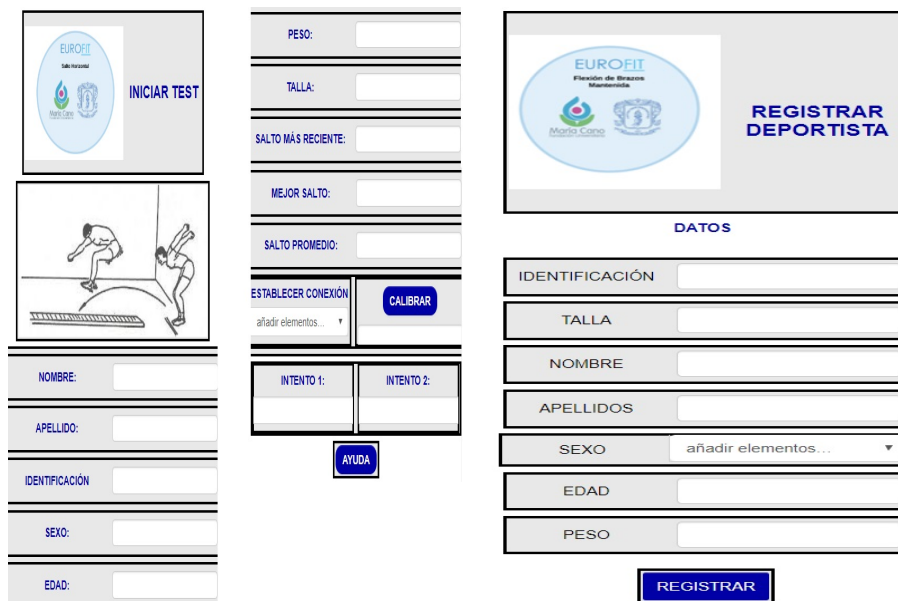 EUROFIT
Salto Horizontal
María Cano
INICIAR TEST
NOMBRE:
APELLIDO:
IDENTIFICACIÓN
SEXO:
EDAD:
PESO:
TALLA:
SALTO MÁS RECIENTE:
MEJOR SALTO:
SALTO PROMEDIO:
ESTABLECER CONEXIÓN
añadir elementos...
CALIBRAR
INTENTO 1:
INTENTO 2:
AYUDA
EUROFIT
Flexión de Brazos
Mantenida
María Cano
REGISTRAR
DEPORTISTA
DATOS
IDENTIFICACIÓN
TALLA
NOMBRE
APELLIDOS
SEXO
añadir elementos...
EDAD
PESO
REGISTRAR